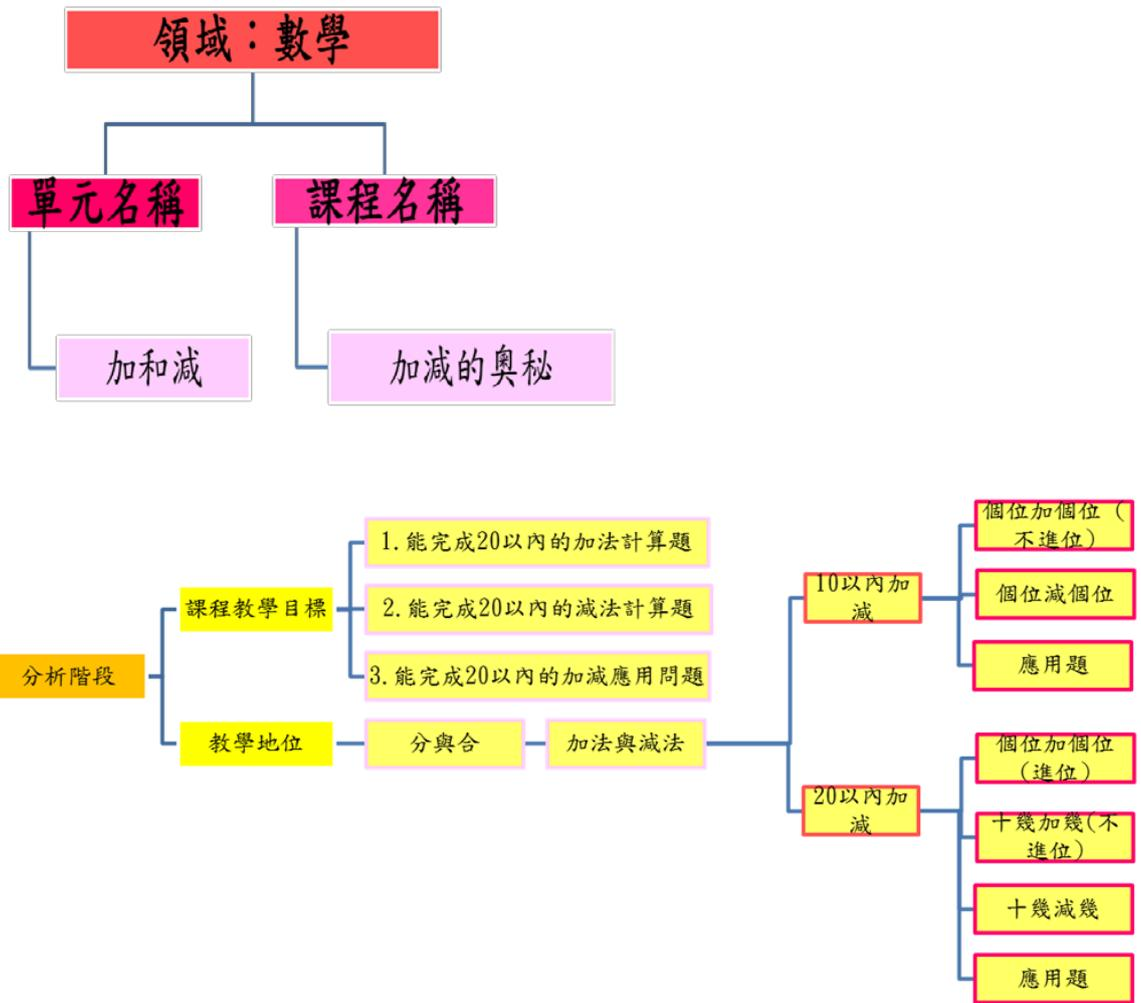 領域：數學
單元名稱
課程名稱
加和減
加減的奧秘
分析階段
課程教學目標
1.能完成20以內的加法計算題
2.能完成20以內的減法計算題
3.能完成20以內的加減應用問題
教學地位
分與合
加法與減法
10以內加
減
個位加個位（
不進位）
個位減個位
應用題
20以內加
減
個位加個位
(進位)
十幾加幾(不
進位)
十幾減幾
應用題